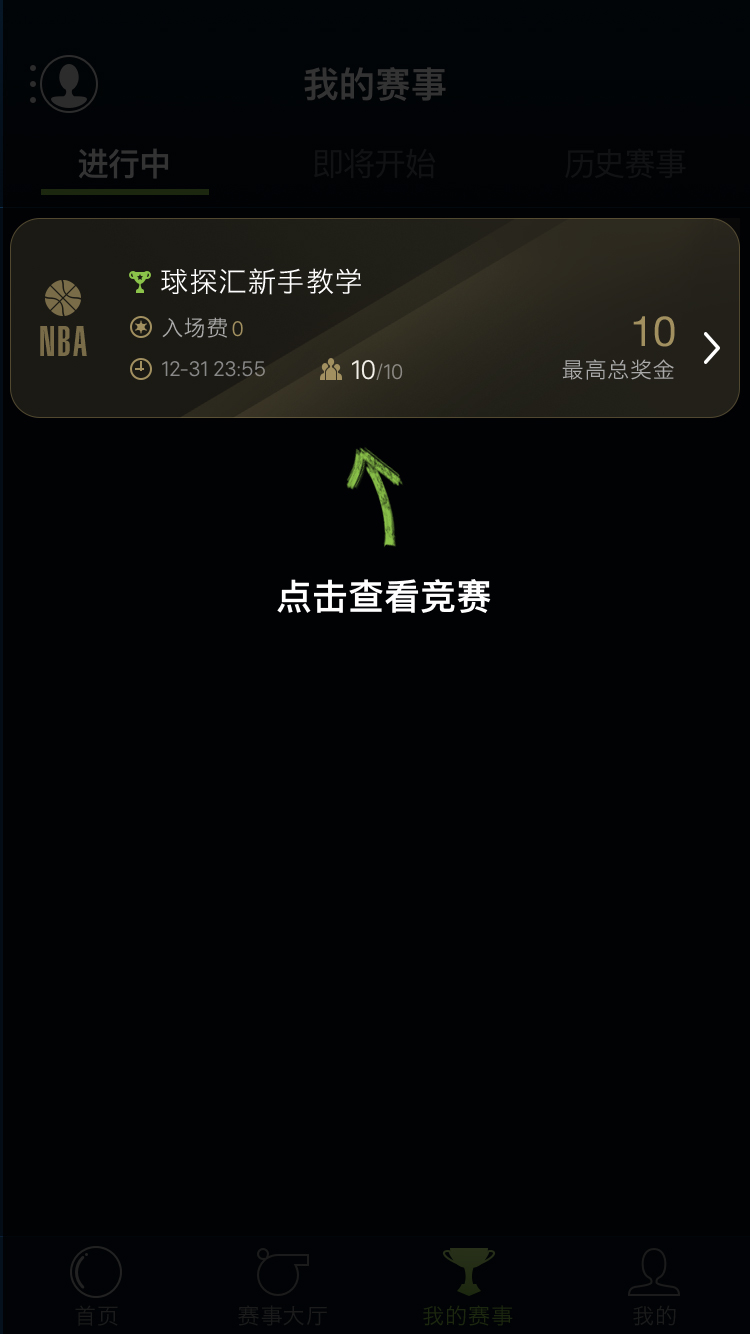 我的赛事
进行中 即将开始 历史赛事
球探汇新手教学
NBA 入场费0 10
12-31 23:55 10/10 最高总奖金
点击查看竞赛
首页 赛事大厅 我的赛事 我的